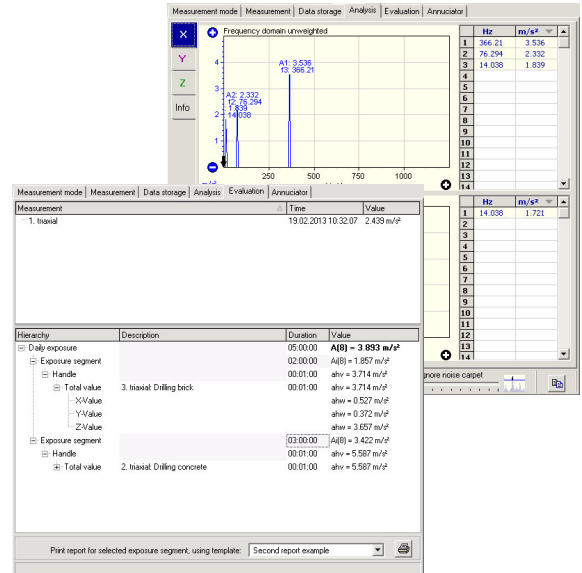 Measurement mode Measurement Data storage Analysis Evaluation Annuciator
X
Y
Z
Info
Frequency domain unweighted
4
3
2
1
A1: 3.536
f3: 366.21
A2: 2.332
f2: 76.294
1.839
14.038
250 500 750 1000
Hz m/s²
1 366.21 3.536
2 76.294 2.332
3 14.038 1.839
4
5
6
7
8
9
10
11
12
13
14
Hz m/s²
1 14.038 1.721
2
3
4
5
6
7
8
9
10
11
12
13
14
gnore noise carpet
Measurement mode Measurement Data storage Analysis Evaluation Annuciator
Measurement Time Value
1. triaxial 19.02.2013 10:32:07 2.439 m/s²
Hierarchy Description Duration Value
Daily exposure 05:00:00 A(8) = 3.893 m/s²
Exposure segment 02:00:00 Ai(8) = 1.857 m/s²
Handle 00:01:00 ahv = 3.714 m/s²
Total value 3. triaxial: Drilling brick 00:01:00 ahv = 3.714 m/s²
X-Value ahw = 0.527 m/s²
Y-Value ahw = 0.372 m/s²
Z-Value ahw = 3.657 m/s²
Exposure segment 03:00:00 Ai(8) = 3.422 m/s²
Handle 00:01:00 ahv = 5.587 m/s²
Total value 2. triaxial: Drilling concrete 00:01:00 ahv = 5.587 m/s²
Print report for selected exposure segment, using template: Second report example